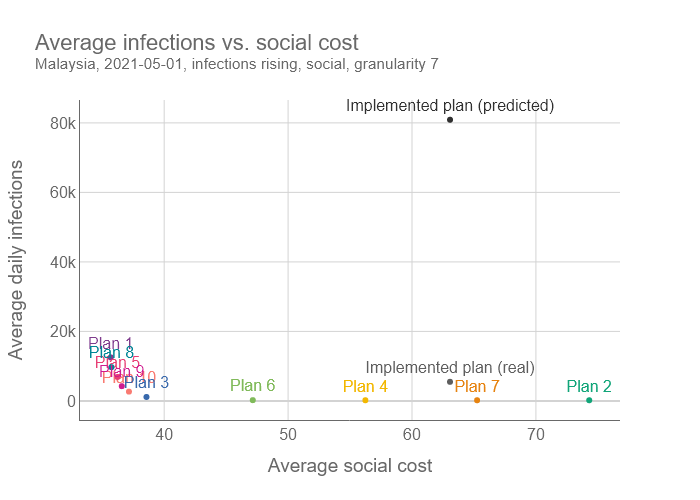 Average infections vs. social cost
Malaysia, 2021-05-01, infections rising, social, granularity 7
Implemented plan (predicted)
80k
60k
40k
20k
0
Average daily infections
Plan 1
Plan 8
Plan 5
Plan 9
Plan 10
Plan 3
Plan 6
Plan 4
Implemented plan (real)
Plan 7
Plan 2
40
50
60
70
Average social cost